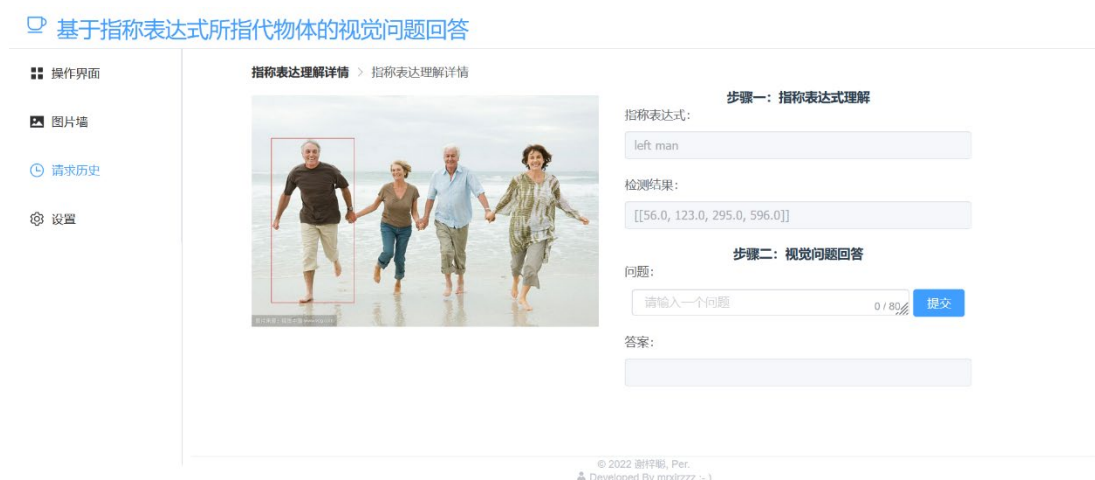 基于指称表达式所指代物体的视觉问题回答
操作界面
图片墙
请求历史
设置
指称表达理解详情 > 指称表达理解详情
步骤一：指称表达式理解
指称表达式：
left man
检测结果：
[[56.0, 123.0, 295.0, 596.0]]
步骤二：视觉问题回答
问题：
请输入一个问题
0 / 80
提交
答案：
© 2022 谢梓聪, Per.
Developed By mxlrzzz :-)